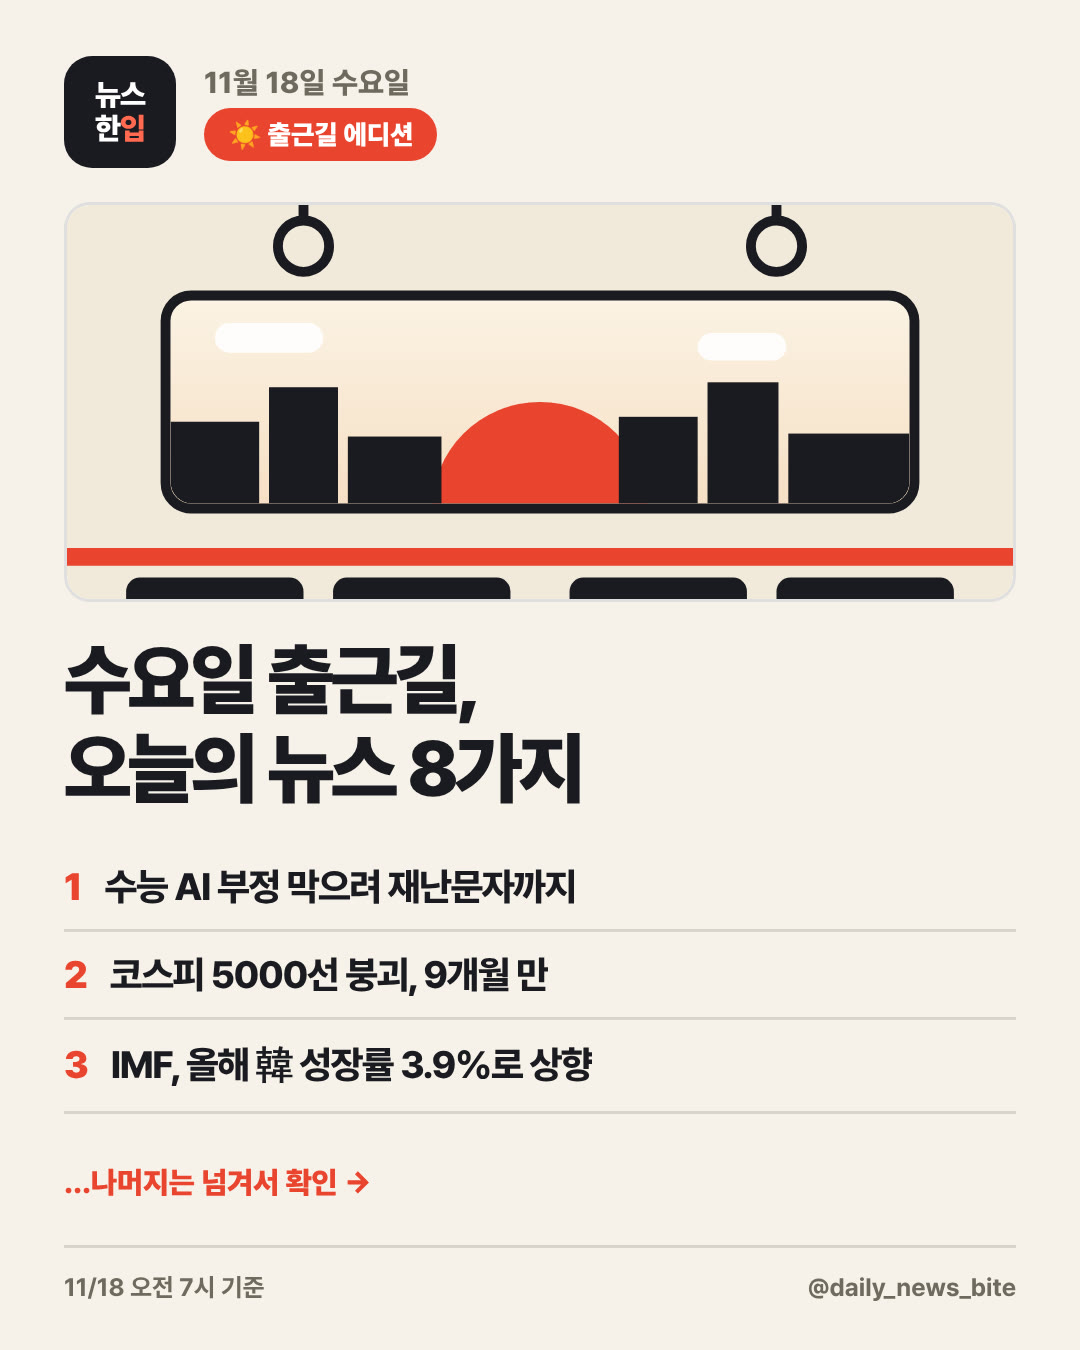 뉴스
한입
11월 18일 수요일
☀️ 출근길 에디션
수요일 출근길,
오늘의 뉴스 8가지
1 수능 AI 부정 막으려 재난문자까지
2 코스피 5000선 붕괴, 9개월 만
3 IMF, 올해 韓 성장률 3.9%로 상향
...나머지는 넘겨서 확인 →
11/18 오전 7시 기준
@daily_news_bite